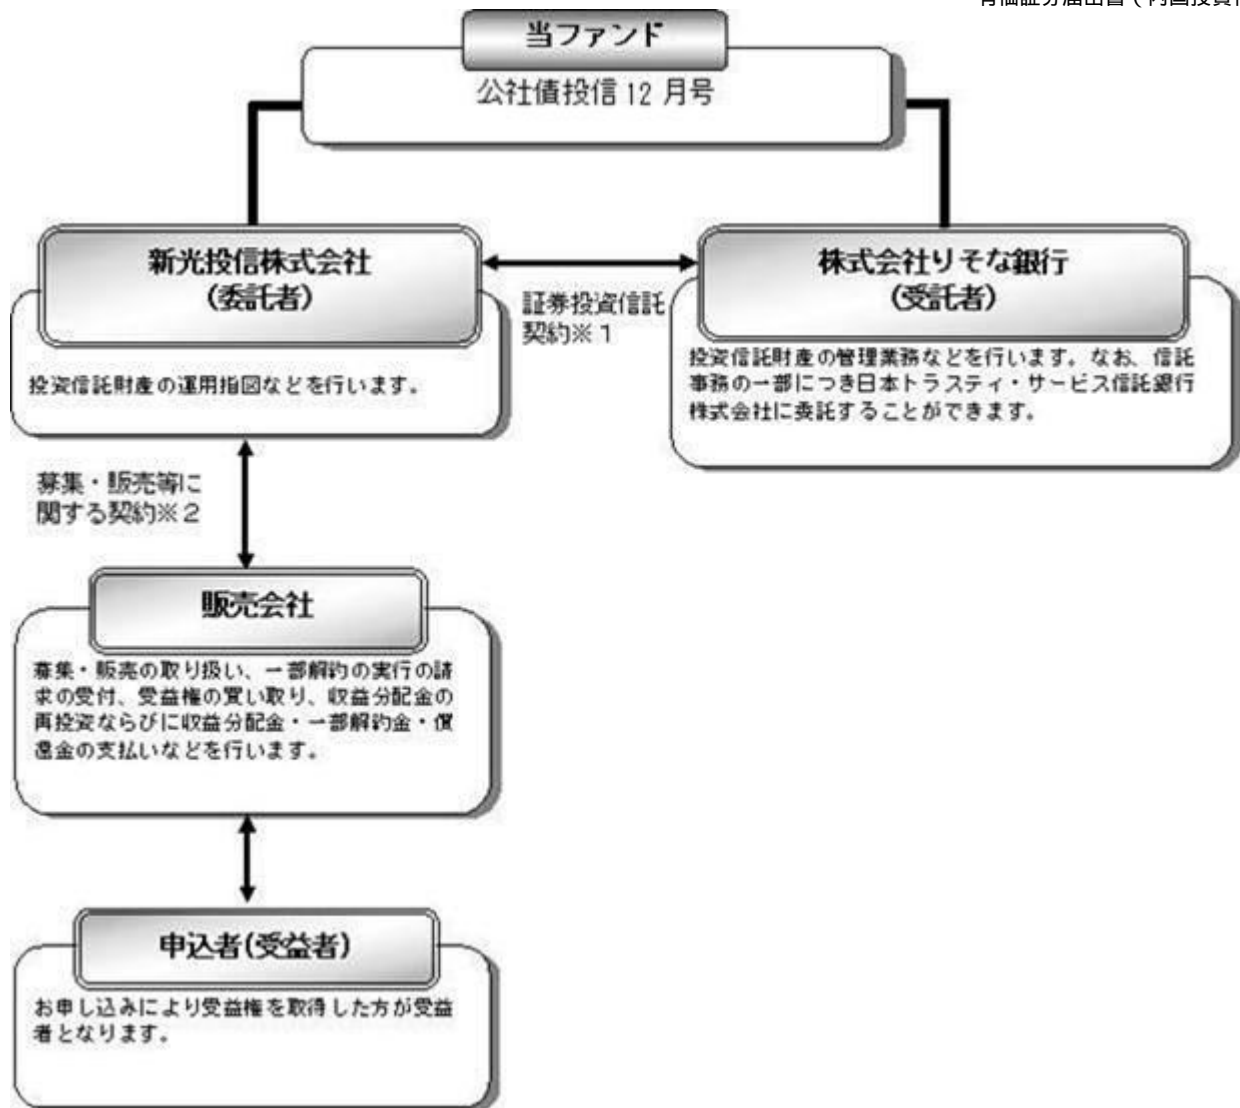 当ファンド
公社債投信12月号
新光投信株式会社
(委託者)
株式会社りそな銀行
(受託者)
証券投資信託
契約※1
投資信託財産の運用指図などを行います。
投資信託財産の管理業務などを行います。なお、信託
事務の一部につき日本トラスティ・サービス信託銀行
株式会社に委託することができます。
募集・販売等に
関する契約※2
販売会社
募集・販売の取り扱い、一部解約の実行の請
求の受付、受益権の買い取り、収益分配金の
再投資ならびに収益分配金・一部解約金・償
還金の支払いなどを行います。
申込者(受益者)
お申し込みにより受益権を取得した方が受益
者となります。